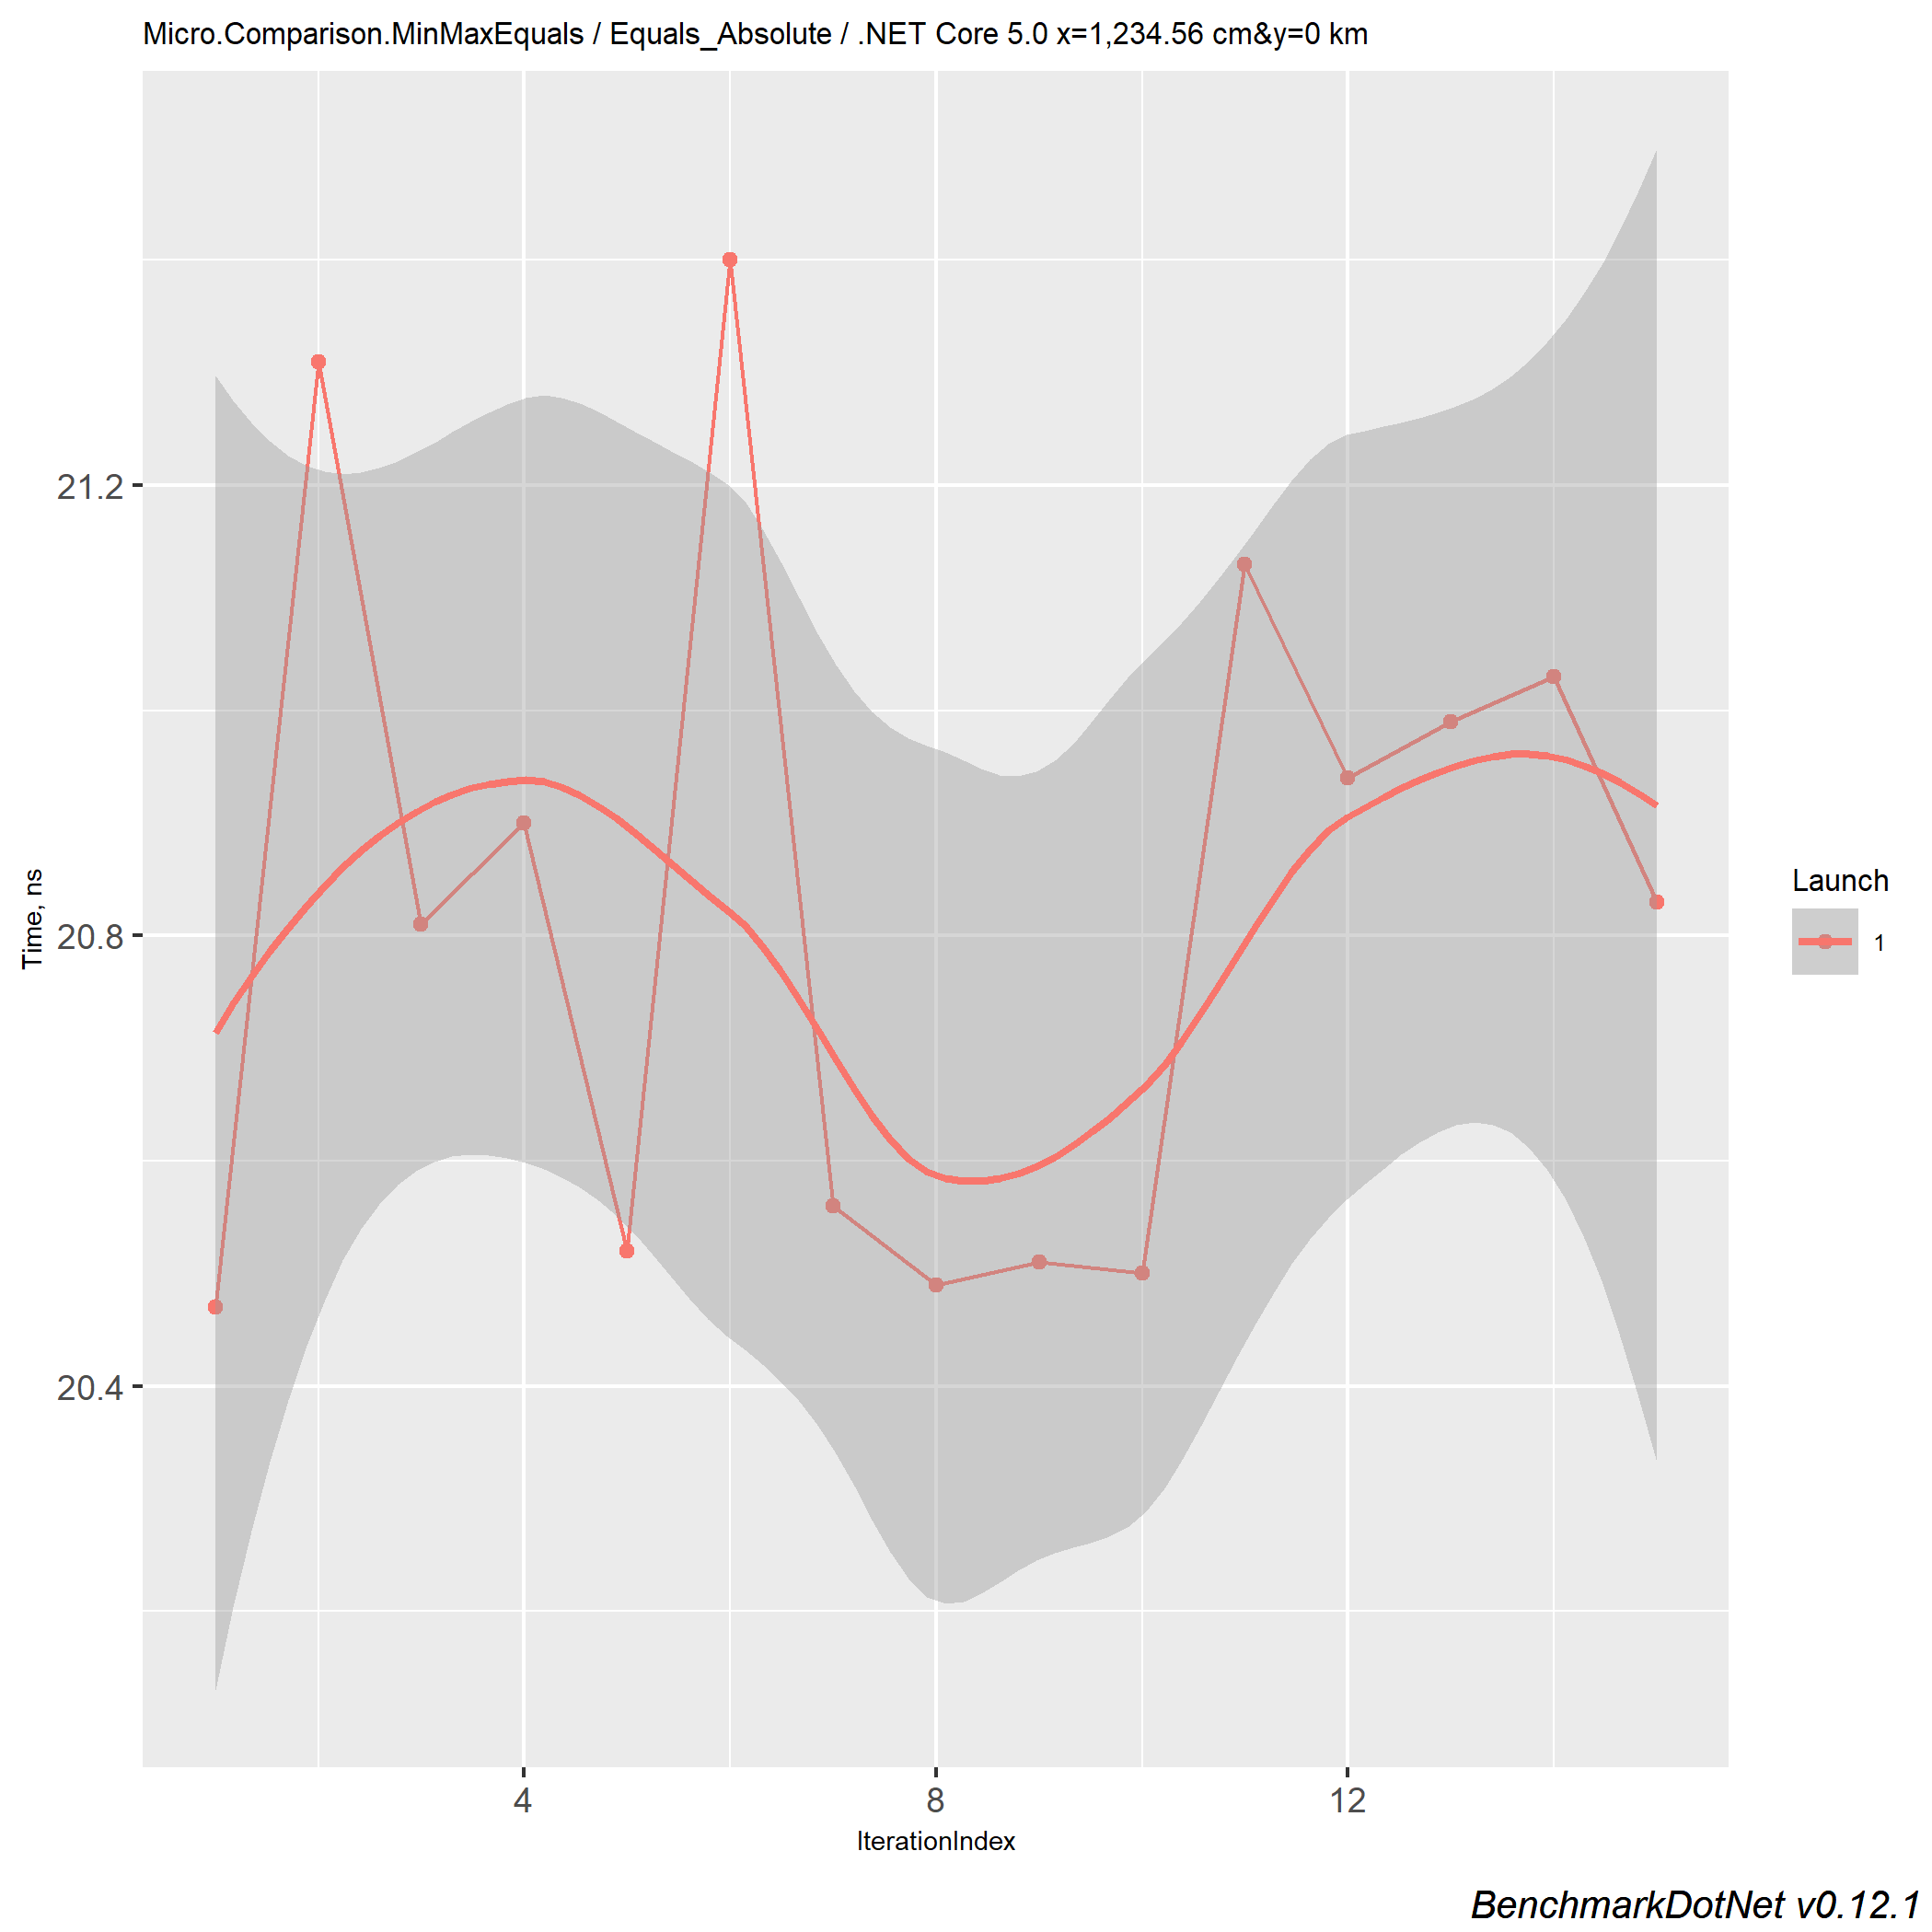 Micro.Comparison.MinMaxEquals / Equals_Absolute / .NET Core 5.0 x=1,234.56 cm&y=0 km
21.2
20.8
20.4
Time, ns
4
8
12
IterationIndex
Launch
1
BenchmarkDotNet v0.12.1